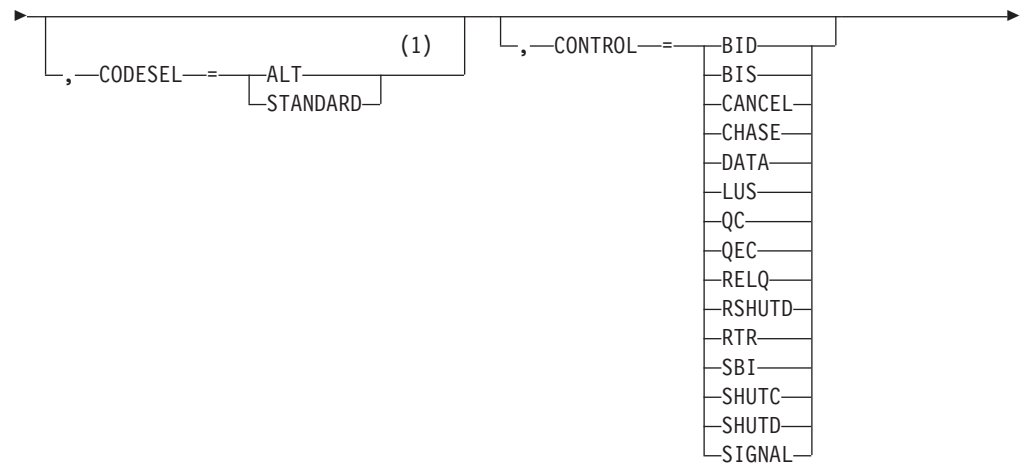 (1)
, CODESEL = ALT
STANDARD
, CONTROL = BID
BIS
CANCEL
CHASE
DATA
LUS
QC
QEC
RELQ
RSHUTD
RTR
SBI
SHUTC
SHUTD
SIGNAL